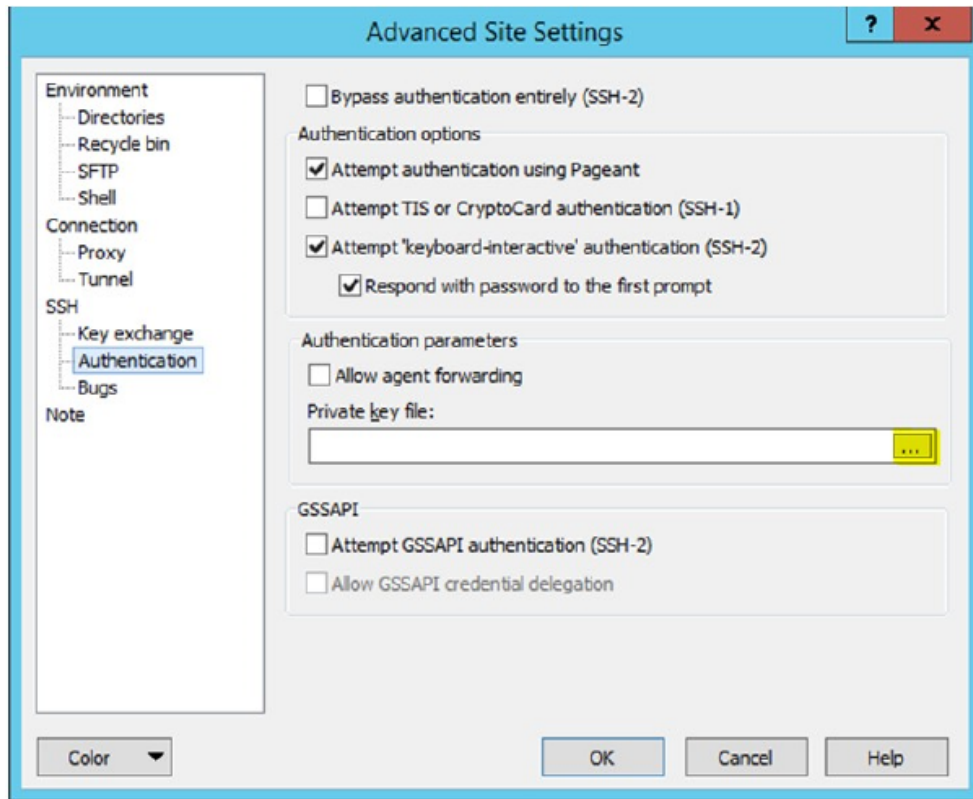 Advanced Site Settings
?
x
Environment
Directories
Recycle bin
SFTP
Shell
Connection
Proxy
Tunnel
SSH
Key exchange
Authentication
Bugs
Note
Bypass authentication entirely (SSH-2)
Authentication options
Attempt authentication using Pageant
Attempt TIS or CryptoCard authentication (SSH-1)
Attempt 'keyboard-interactive' authentication (SSH-2)
Respond with password to the first prompt
Authentication parameters
Allow agent forwarding
Private key file:
...
GSSAPI
Attempt GSSAPI authentication (SSH-2)
Allow GSSAPI credential delegation
Color
OK
Cancel
Help